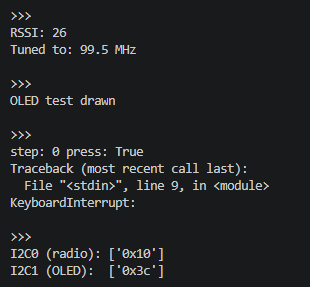 >>>
RSSI: 26
Tuned to: 99.5 MHz
>>>
OLED test drawn
>>>
step: 0 press: True
Traceback (most recent call last):
  File "<stdin>", line 9, in <module>
KeyboardInterrupt:
>>>
I2C0 (radio): ['0x10']
I2C1 (OLED):  ['0x3c']